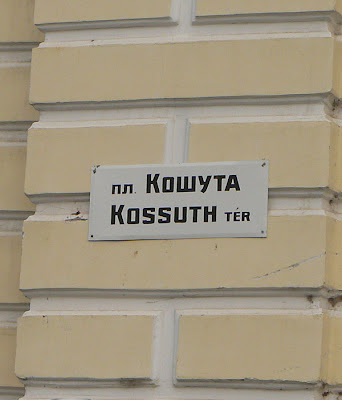 пл. Кошута
Kossuth tér